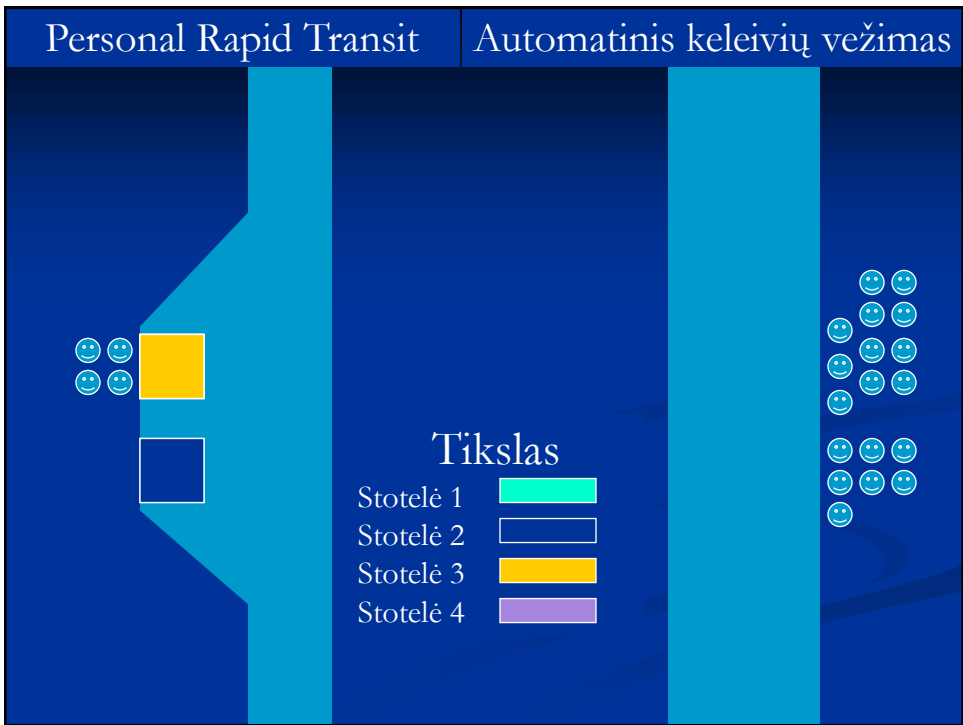 Personal Rapid Transit
Automatinis keleivių vežimas
Tikslas
Stotelė 1
Stotelė 2
Stotelė 3
Stotelė 4